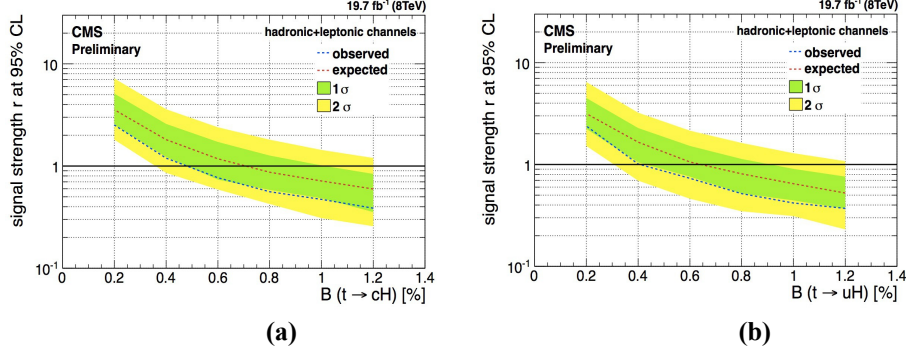 19.7 fb⁻¹ (8TeV)
CMS
Preliminary
hadronic+leptonic channels
observed
expected
1 σ
2 σ
signal strength r at 95% CL
10
1
10⁻¹
0 0.2 0.4 0.6 0.8 1 1.2 1.4
B (t → cH) [%]
(a)
19.7 fb⁻¹ (8TeV)
CMS
Preliminary
hadronic+leptonic channels
observed
expected
1 σ
2 σ
signal strength r at 95% CL
10
1
10⁻¹
0 0.2 0.4 0.6 0.8 1 1.2 1.4
B (t → uH) [%]
(b)